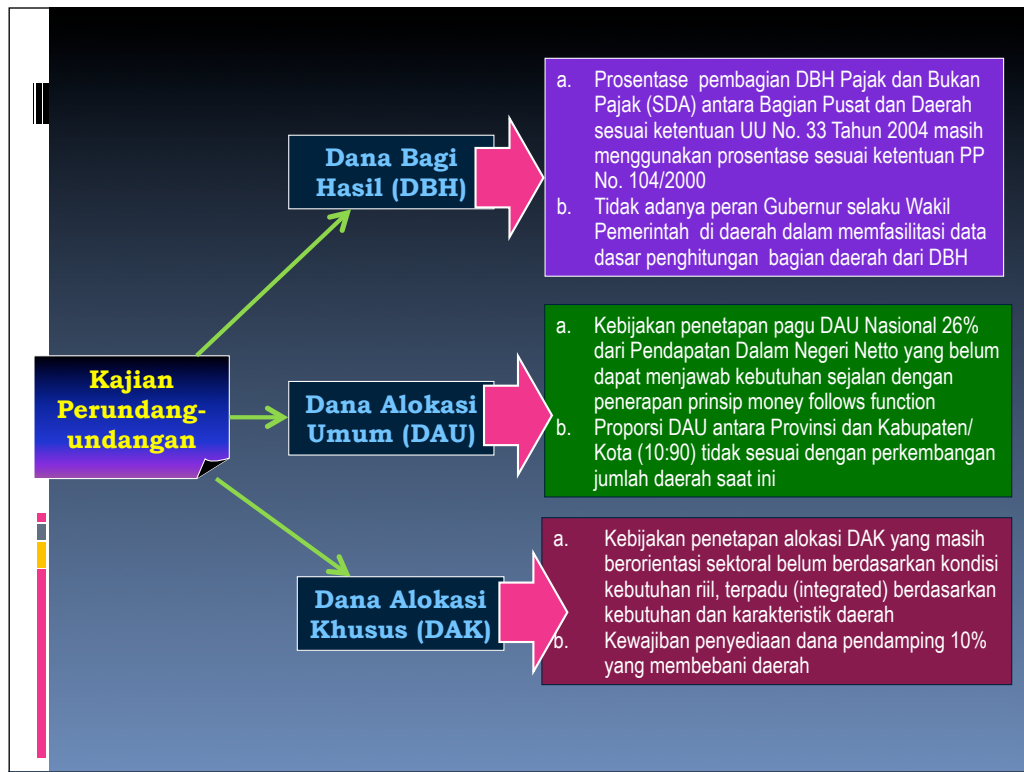 Kajian
Perundang-
undangan
Dana Bagi
Hasil (DBH)
a. Prosentase pembagian DBH Pajak dan Bukan
Pajak (SDA) antara Bagian Pusat dan Daerah
sesuai ketentuan UU No. 33 Tahun 2004 masih
menggunakan prosentase sesuai ketentuan PP
No. 104/2000
b. Tidak adanya peran Gubernur selaku Wakil
Pemerintah di daerah dalam memfasilitasi data
dasar penghitungan bagian daerah dari DBH
Dana Alokasi
Umum (DAU)
a. Kebijakan penetapan pagu DAU Nasional 26%
dari Pendapatan Dalam Negeri Netto yang belum
dapat menjawab kebutuhan sejalan dengan
penerapan prinsip money follows function
b. Proporsi DAU antara Provinsi dan Kabupaten/
Kota (10:90) tidak sesuai dengan perkembangan
jumlah daerah saat ini
Dana Alokasi
Khusus (DAK)
a. Kebijakan penetapan alokasi DAK yang masih
berorientasi sektoral belum berdasarkan kondisi
kebutuhan riil, terpadu (integrated) berdasarkan
kebutuhan dan karakteristik daerah
b. Kewajiban penyediaan dana pendamping 10%
yang membebani daerah